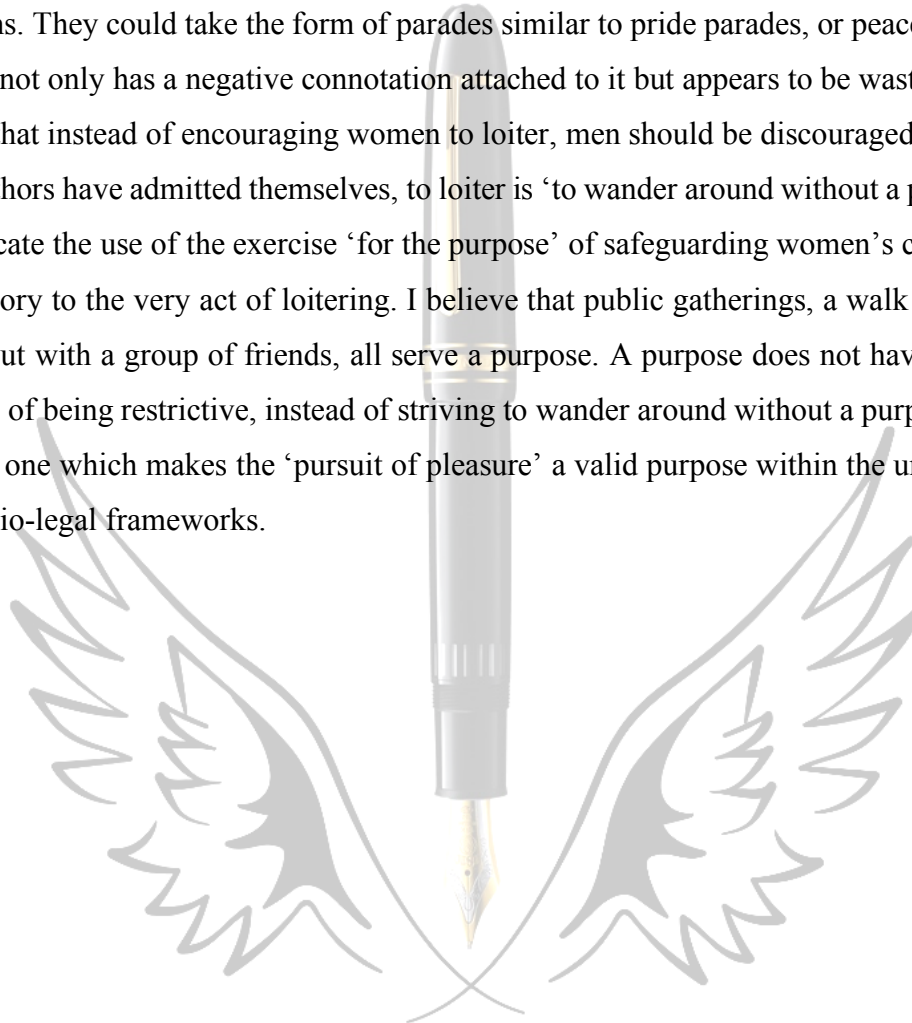 ns. They could take the form of parades similar to pride parades, or peac
not only has a negative connotation attached to it but appears to be wast
hat instead of encouraging women to loiter, men should be discouraged
thors have admitted themselves, to loiter is ‘to wander around without a p
cate the use of the exercise ‘for the purpose’ of safeguarding women’s c
ory to the very act of loitering. I believe that public gatherings, a walk
ut with a group of friends, all serve a purpose. A purpose does not hav
of being restrictive, instead of striving to wander around without a purp
one which makes the ‘pursuit of pleasure’ a valid purpose within the u
io-legal frameworks.